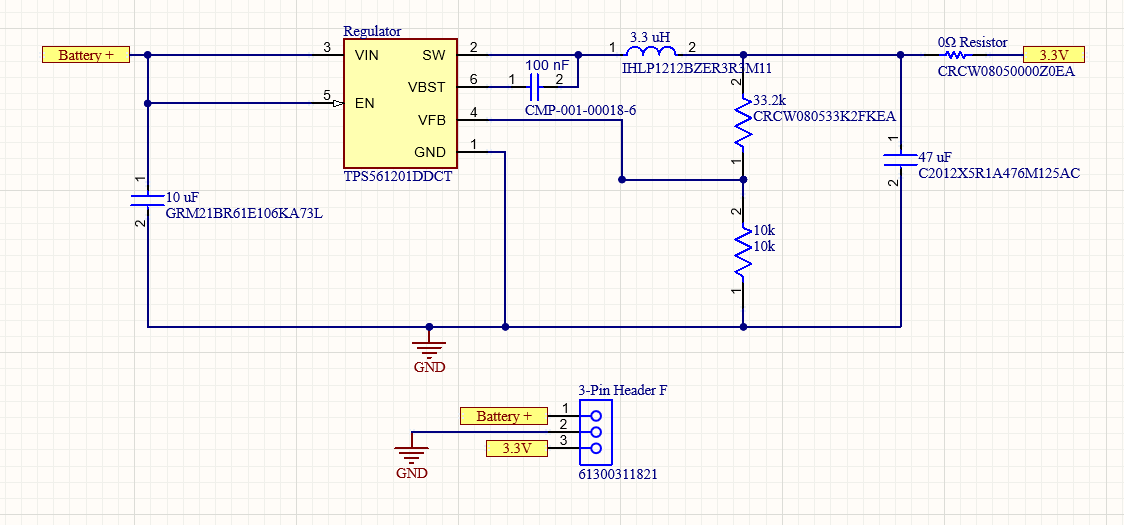 Regulator
Battery +
3
VIN
SW
2
1
3.3 uH
2
0Ω Resistor
3.3V
IHLP1212BZER3R3M11
CRCW08050000Z0EA
100 nF
VBST
6
1
2
CMP-001-00018-6
5
EN
VFB
4
2
33.2k
CRCW080533K2FKEA
1
GND
1
TPS561201DDCT
1
47 uF
C2012X5R1A476M125AC
2
1
10 uF
GRM21BR61E106KA73L
2
2
10k
10k
1
GND
3-Pin Header F
Battery +
1
2
3.3V
3
GND
61300311821